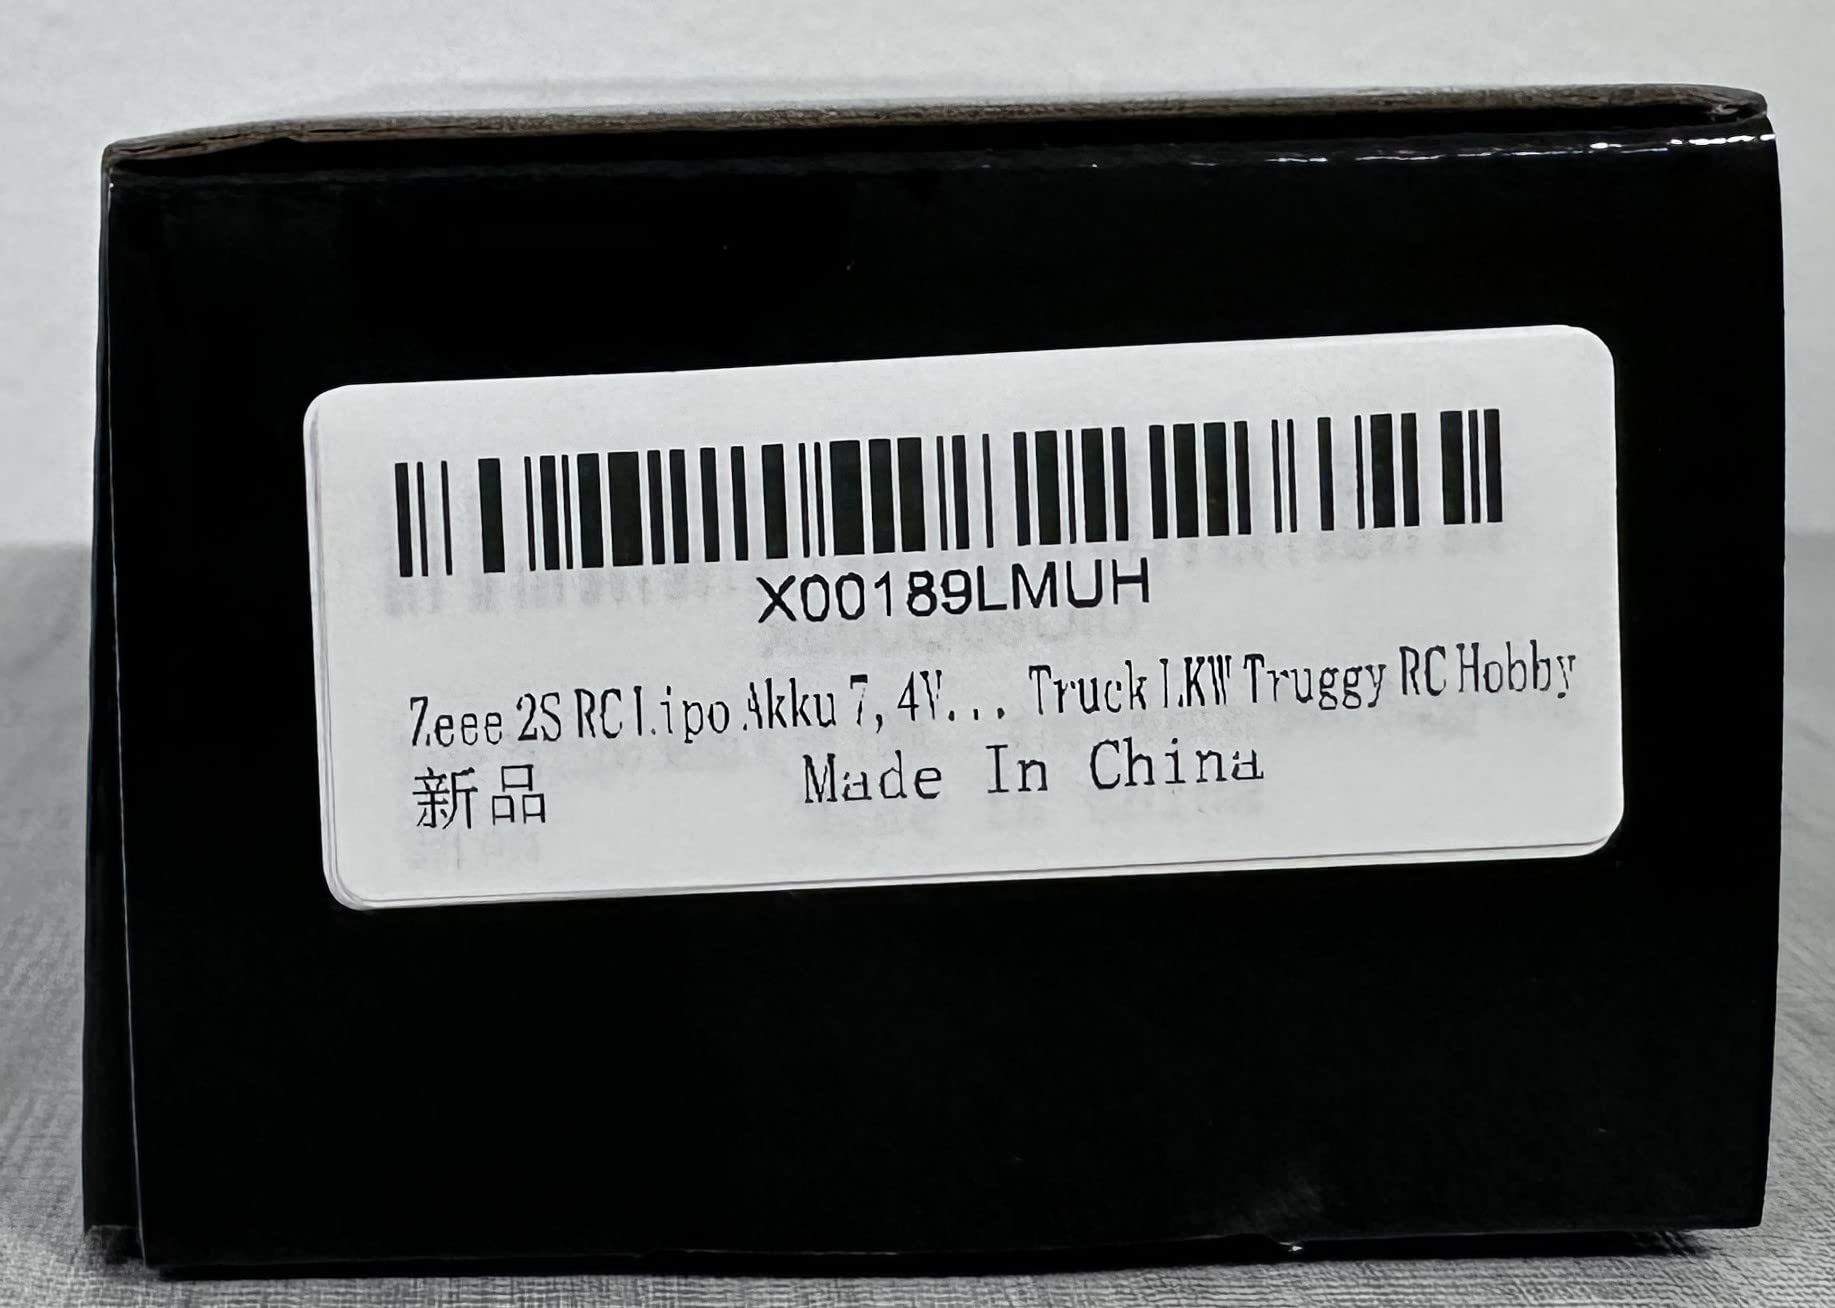 X00189LMUH
Zeee 2S RC Lipo Akku 7,4V... Truck LKW Truggy RC Hobby
新品 Made In China